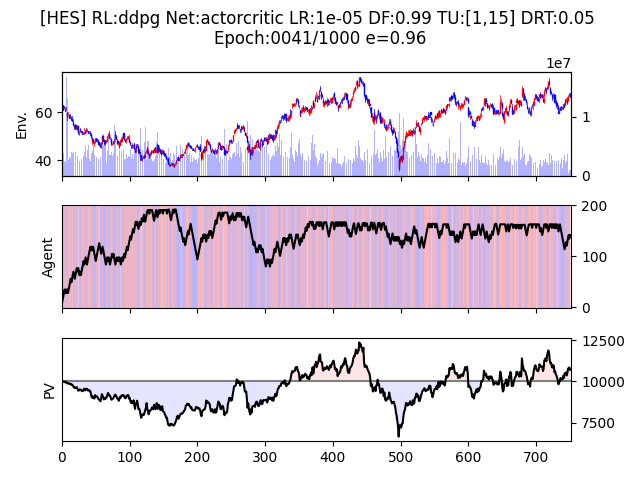 [HES] RL:ddpg Net:actorcritic LR:1e-05 DF:0.99 TU:[1,15] DRT:0.05
Epoch:0041/1000 e=0.96
1e7
Env.
60
40
1
0
Agent
200
100
0
PV
12500
10000
7500
0 100 200 300 400 500 600 700